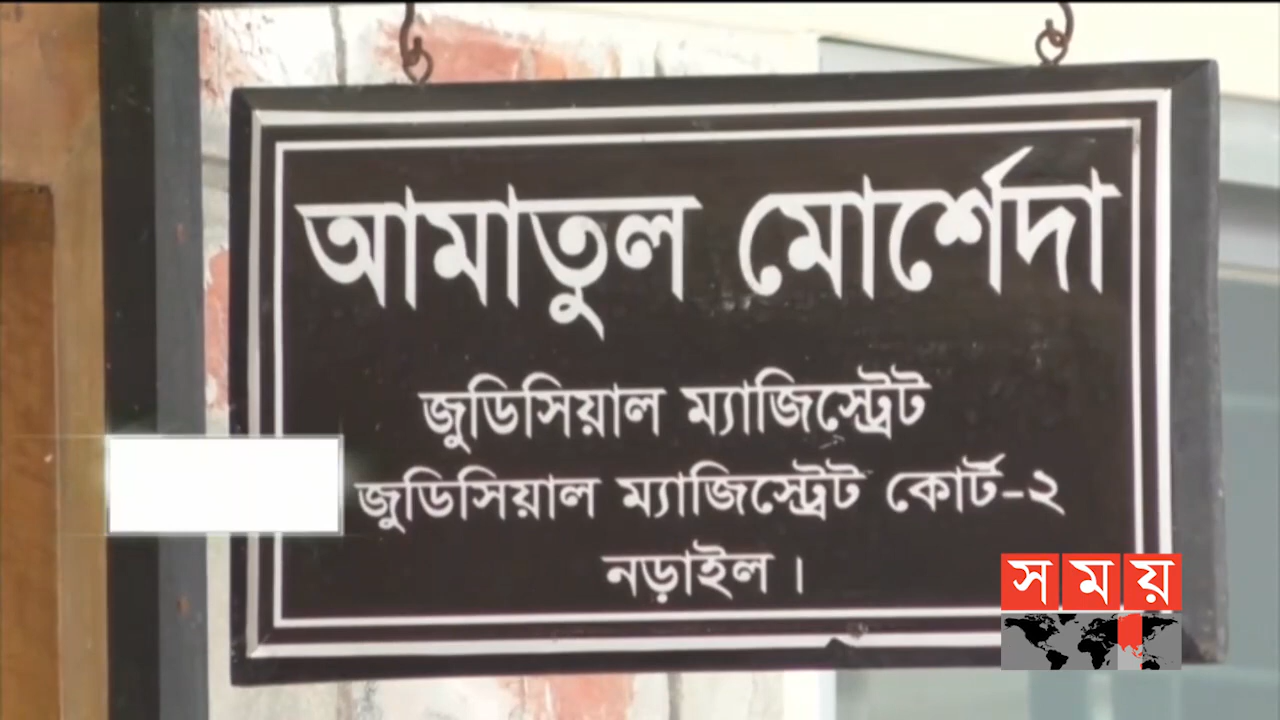 আমাতুল মোর্শেদা
জুডিসিয়াল ম্যাজিস্ট্রেট
জুডিসিয়াল ম্যাজিস্ট্রেট কোর্ট-২
নড়াইল ।
সময়